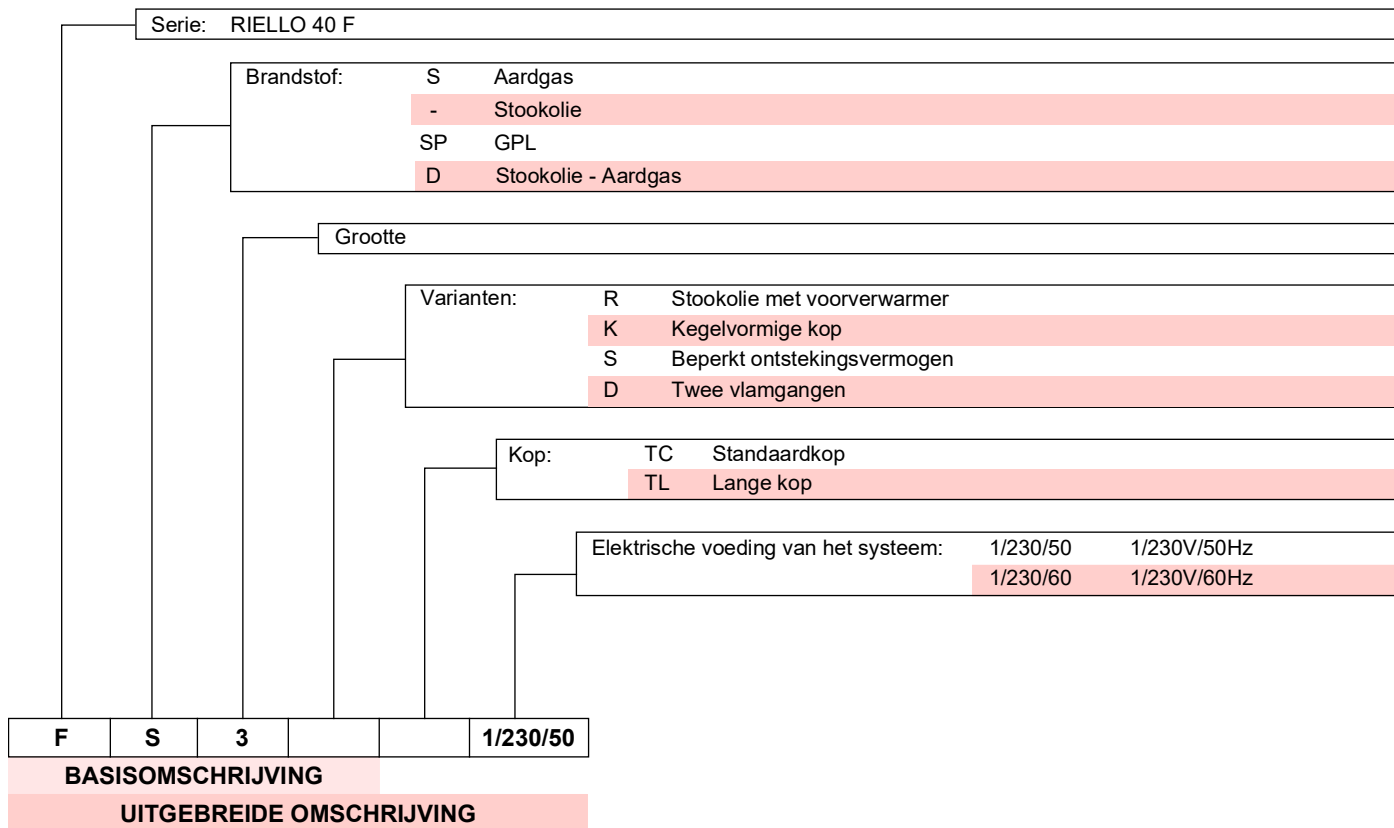 Serie: RIELLO 40 F
Brandstof: S Aardgas
- Stookolie
SP GPL
D Stookolie - Aardgas
Grootte
Varianten: R Stookolie met voorverwarmer
K Kegelvormige kop
S Beperkt ontstekingsvermogen
D Twee vlamgangen
Kop: TC Standaardkop
TL Lange kop
Elektrische voeding van het systeem: 1/230/50 1/230V/50Hz
1/230/60 1/230V/60Hz
F S 3 1/230/50
BASISOMSCHRIJVING
UITGEBREIDE OMSCHRIJVING